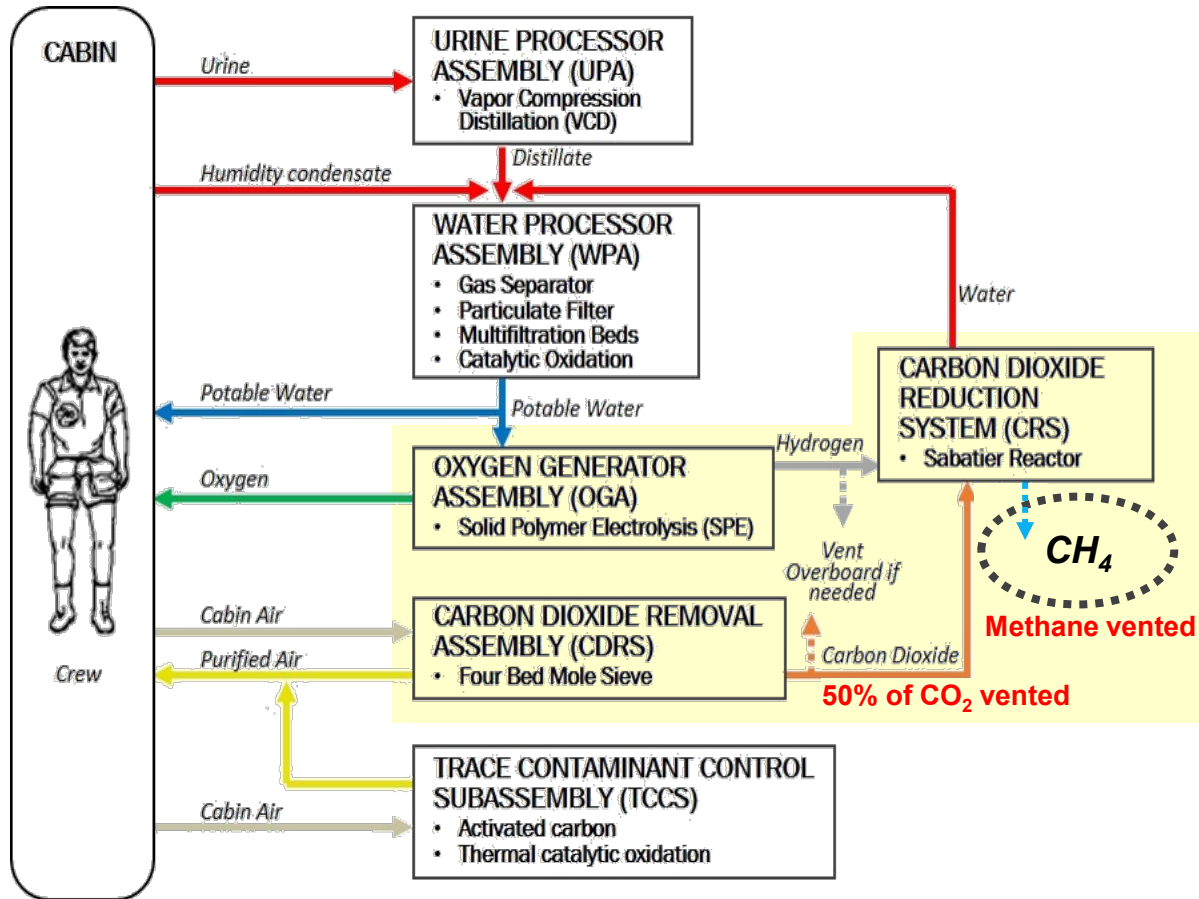 CABIN
Urine
URINE PROCESSOR
ASSEMBLY (UPA)
• Vapor Compression
Distillation (VCD)
Distillate
Humidity condensate
WATER PROCESSOR
ASSEMBLY (WPA)
• Gas Separator
• Particulate Filter
• Multifiltration Beds
• Catalytic Oxidation
Water
Potable Water
Potable Water
CARBON DIOXIDE
REDUCTION
SYSTEM (CRS)
• Sabatier Reactor
Hydrogen
OXYGEN GENERATOR
ASSEMBLY (OGA)
• Solid Polymer Electrolysis (SPE)
Oxygen
Vent
Overboard if
needed
CH₄
Methane vented
Cabin Air
CARBON DIOXIDE REMOVAL
ASSEMBLY (CDRS)
• Four Bed Mole Sieve
Purified Air
Carbon Dioxide
50% of CO₂ vented
Crew
TRACE CONTAMINANT CONTROL
SUBASSEMBLY (TCCS)
• Activated carbon
• Thermal catalytic oxidation
Cabin Air